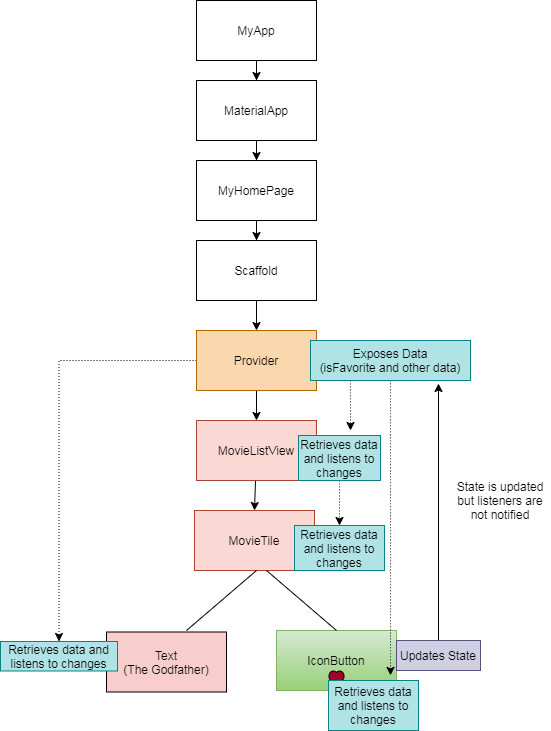 MyApp
MaterialApp
MyHomePage
Scaffold
Provider
Exposes Data
(isFavorite and other data)
MovieListView
Retrieves data
and listens to
changes
State is updated
but listeners are
not notified
MovieTile
Retrieves data
and listens to
changes
Retrieves data and
listens to changes
Text
(The Godfather)
IconButton
Updates State
Retrieves data
and listens to
changes